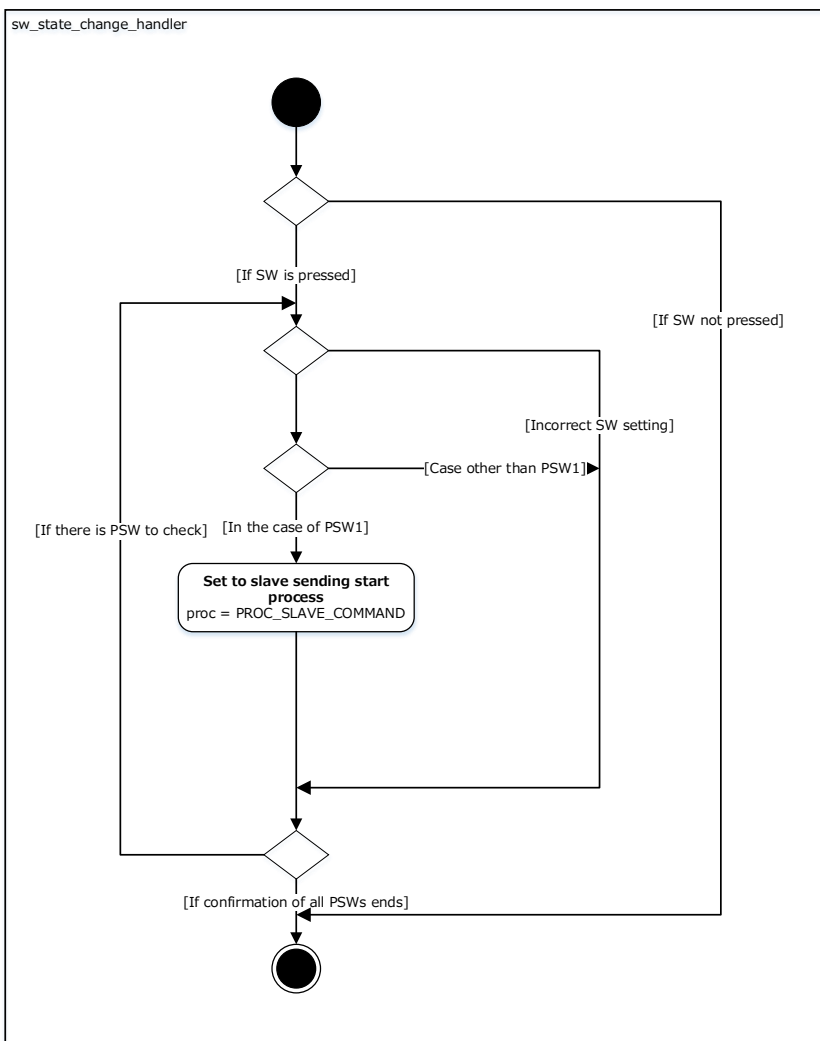 sw_state_change_handler
[If SW is pressed]
[If SW not pressed]
[Incorrect SW setting]
[Case other than PSW1]
[If there is PSW to check]
[In the case of PSW1]
Set to slave sending start
process
proc = PROC_SLAVE_COMMAND
[If confirmation of all PSWs ends]